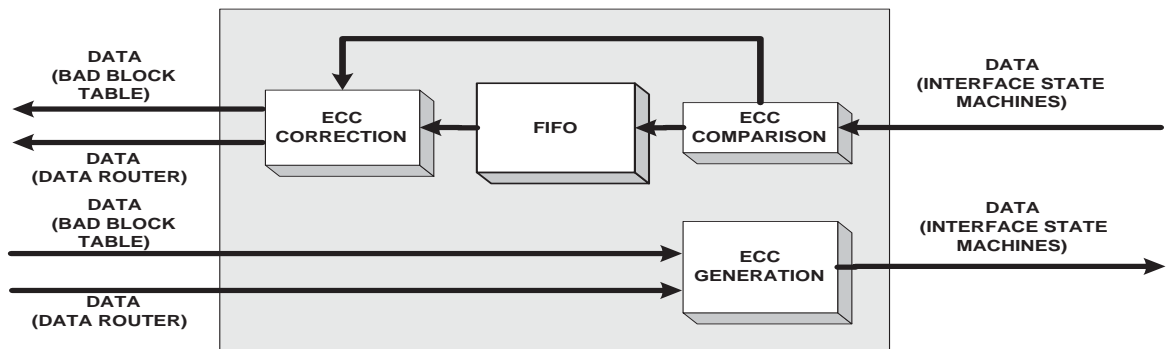 DATA
(BAD BLOCK
TABLE)
DATA
(DATA ROUTER)
ECC
CORRECTION
FIFO
ECC
COMPARISON
DATA
(INTERFACE STATE
MACHINES)
DATA
(BAD BLOCK
TABLE)
DATA
(DATA ROUTER)
ECC
GENERATION
DATA
(INTERFACE STATE
MACHINES)